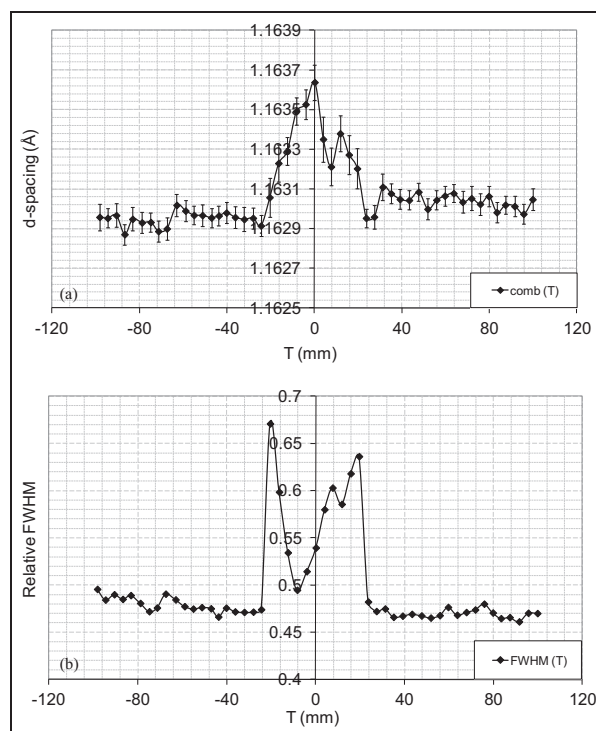 1.1639
1.1637
1.1635
1.1633
1.1631
1.1629
1.1627
1.1625
d-spacing (Å)
(a)
comb (T)
-120 -80 -40 0 40 80 120
T (mm)
0.7
0.65
0.6
0.55
0.5
0.45
0.4
Relative FWHM
(b)
FWHM (T)
-120 -80 -40 0 40 80 120
T (mm)